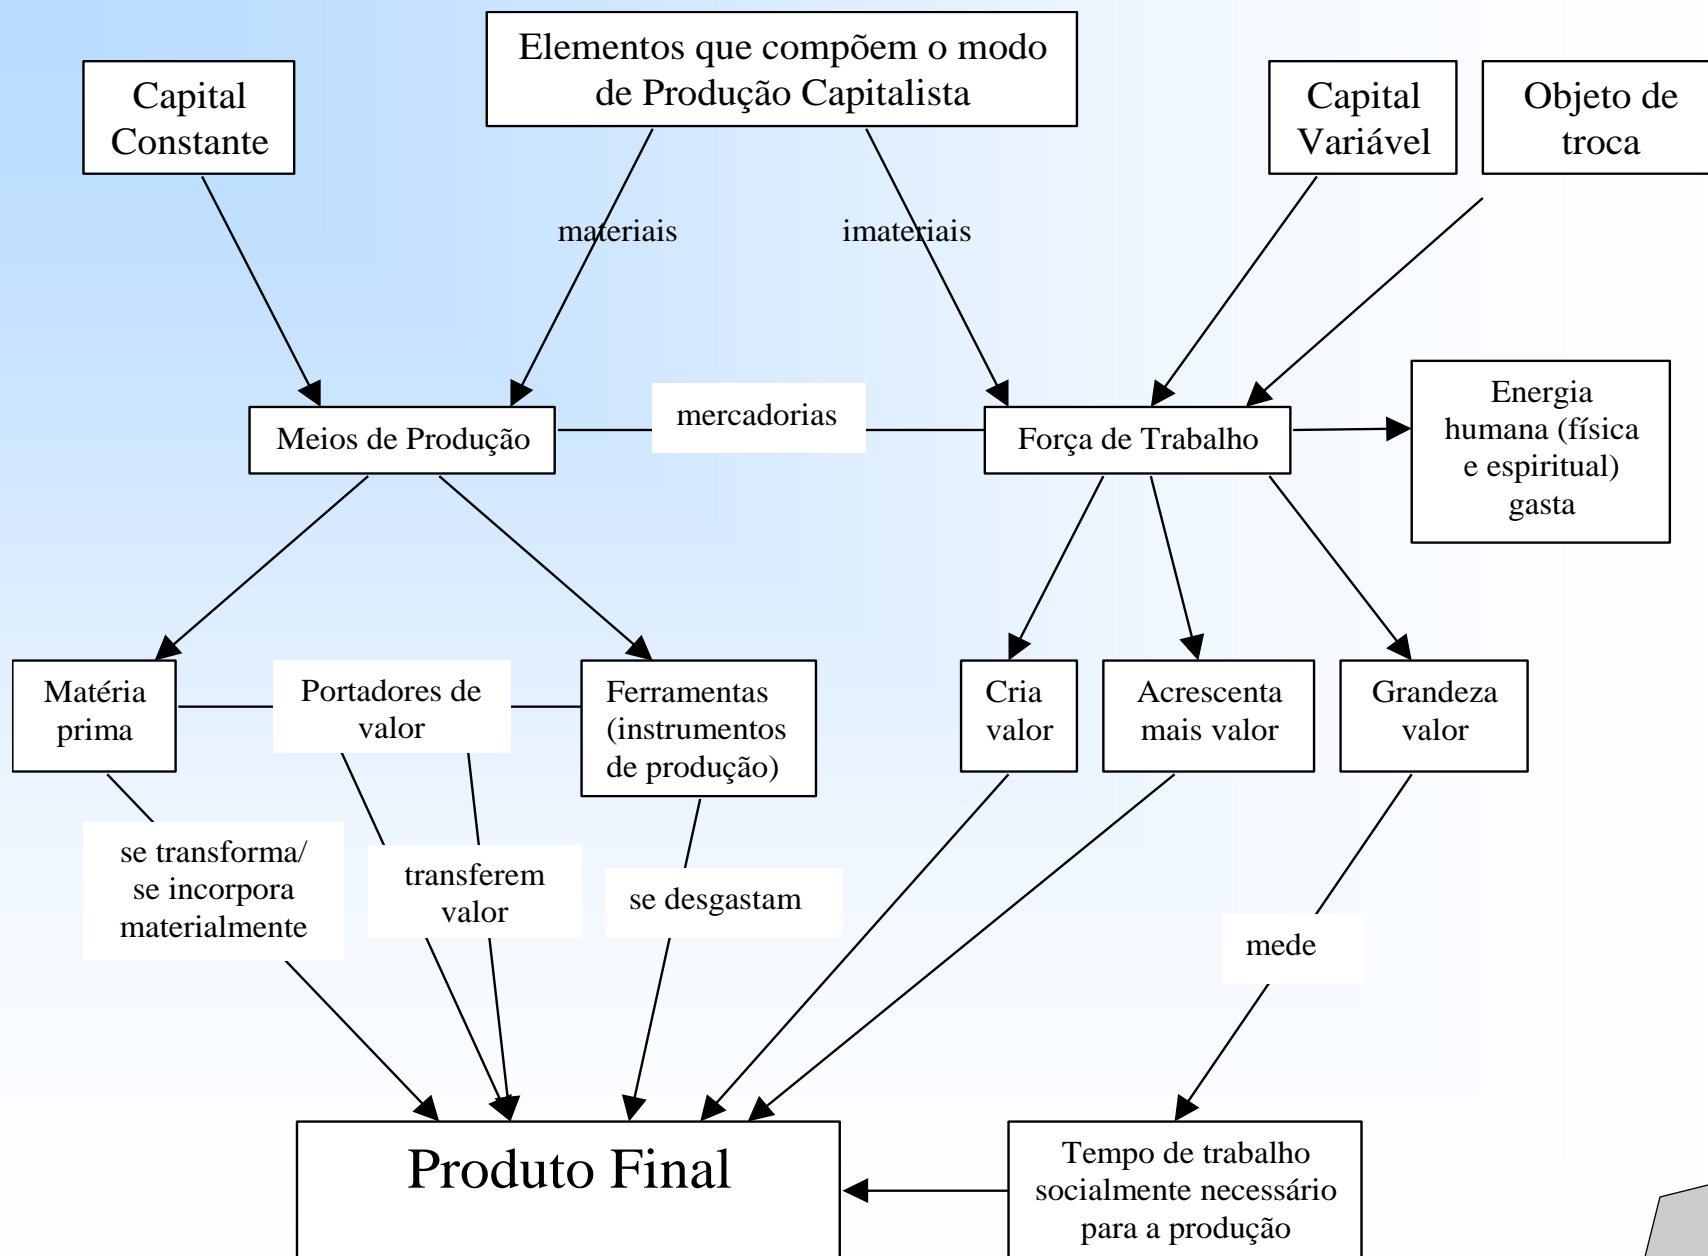 Elementos que compõem o modo
de Produção Capitalista
Capital
Constante
Capital
Variável
Objeto de
troca
materiais
imateriais
Meios de Produção
mercadorias
Força de Trabalho
Energia
humana (física
e espiritual)
gasta
Matéria
prima
Portadores de
valor
Ferramentas
(instrumentos
de produção)
Cria
valor
Acrescenta
mais valor
Grandeza
valor
se transforma/
se incorpora
materialmente
transferem
valor
se desgastam
mede
Produto Final
Tempo de trabalho
socialmente necessário
para a produção